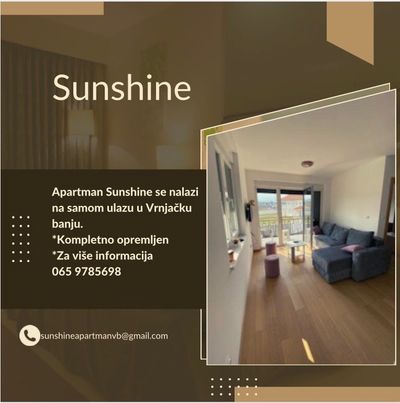 Sunshine
Apartman Sunshine se nalazi
na samom ulazu u Vrnjačku
banju.
*Kompletno opremljen
*Za više informacija
065 9785698
sunshineapartmanvb@gmail.com